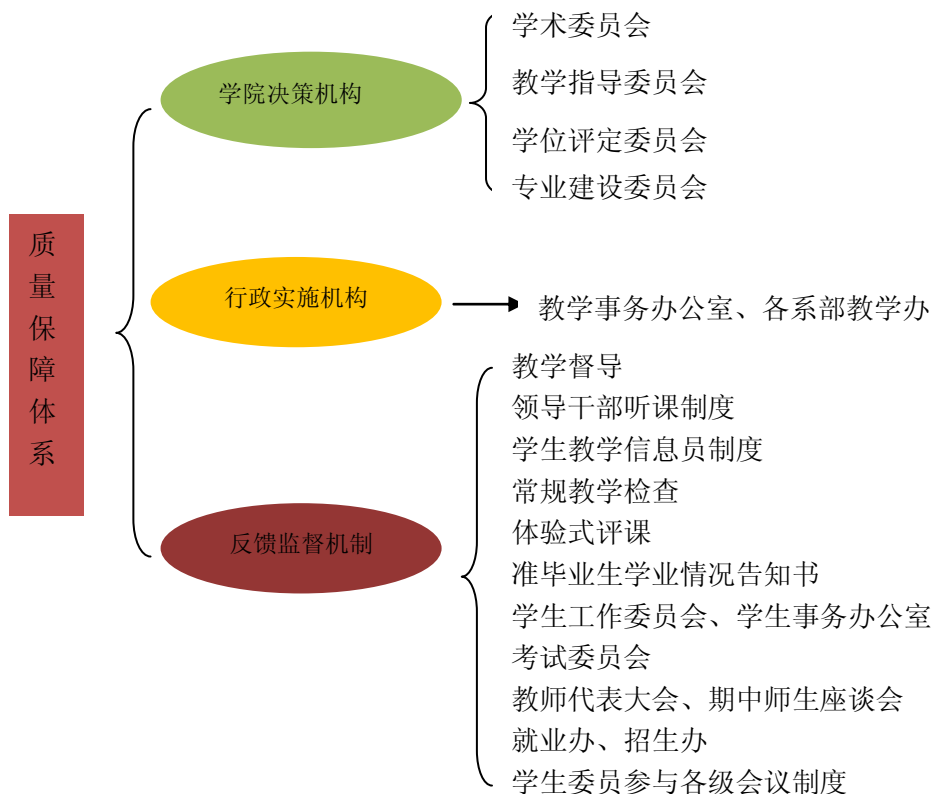 质量保障体系
学院决策机构
学术委员会
教学指导委员会
学位评定委员会
专业建设委员会
行政实施机构
教学事务办公室、各系部教学办
反馈监督机制
教学督导
领导干部听课制度
学生教学信息员制度
常规教学检查
体验式评课
准毕业生学业情况告知书
学生工作委员会、学生事务办公室
考试委员会
教师代表大会、期中师生座谈会
就业办、招生办
学生委员参与各级会议制度